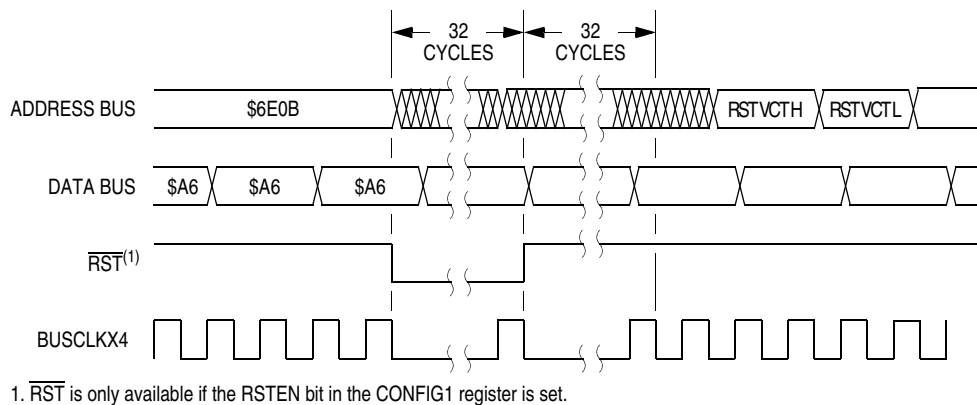 32 CYCLES
32 CYCLES
ADDRESS BUS
$6E0B
RSTVCTH
RSTVCTL
DATA BUS
$A6
$A6
$A6
RST(1)
BUSCLKX4
1. RST is only available if the RSTEN bit in the CONFIG1 register is set.